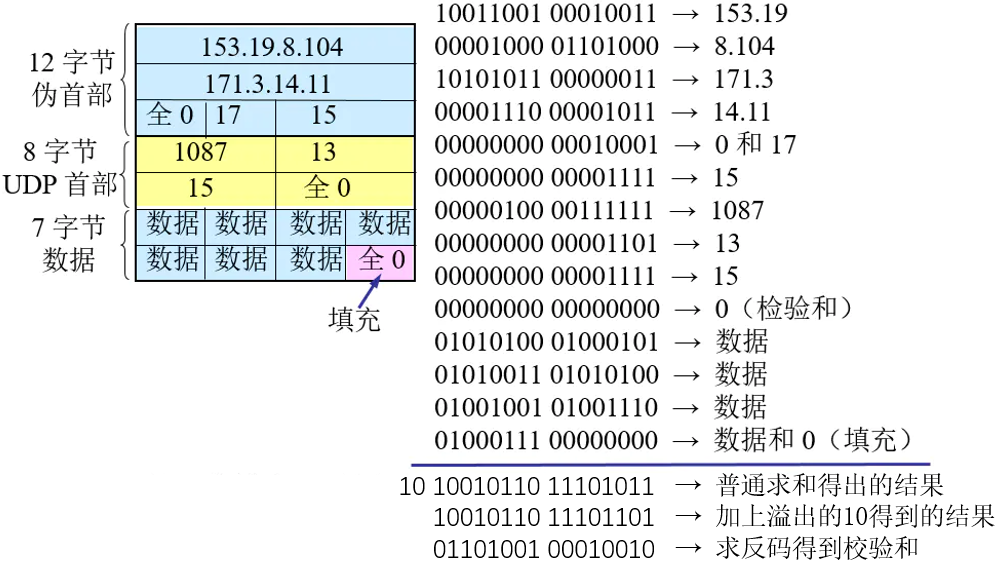 12 字节
伪首部
153.19.8.104
171.3.14.11
全 0 17 15
8 字节
UDP 首部
1087 13
15 全 0
7 字节
数据
数据 数据 数据 数据
数据 数据 数据 全 0
填充
10011001 00010011 → 153.19
00001000 01101000 → 8.104
10101011 00000011 → 171.3
00001110 00001011 → 14.11
00000000 00010001 → 0 和 17
00000000 00001111 → 15
00000100 00111111 → 1087
00000000 00001101 → 13
00000000 00001111 → 15
00000000 00000000 → 0（检验和）
01010100 01000101 → 数据
01010011 01010100 → 数据
01001001 01001110 → 数据
01000111 00000000 → 数据和 0（填充）
10 10010110 11101011 → 普通求和得出的结果
10010110 11101101 → 加上溢出的10得到的结果
01101001 00010010 → 求反码得到校验和